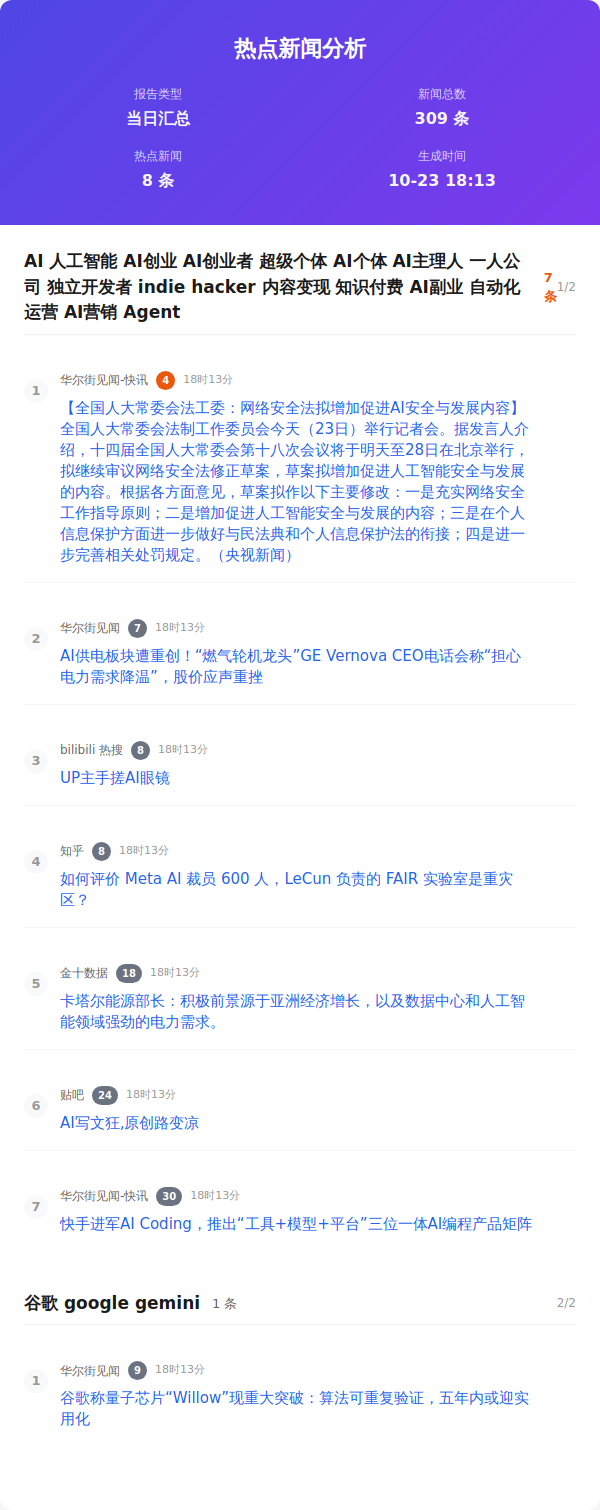 热点新闻分析
报告类型
新闻总数
当日汇总
309 条
热点新闻
生成时间
8 条
10-23 18:13
AI 人工智能 AI创业 AI创业者 超级个体 AI个体 AI主理人 一人公
司 独立开发者 indie hacker 内容变现 知识付费 AI副业 自动化
运营 AI营销 Agent
7
条
1/2
1
华尔街见闻-快讯 4 18时13分
【全国人大常委会法工委：网络安全法拟增加促进AI安全与发展内容】
全国人大常委会法制工作委员会今天（23日）举行记者会。据发言人介
绍，十四届全国人大常委会第十八次会议将于明天至28日在北京举行，
拟继续审议网络安全法修正草案，草案拟增加促进人工智能安全与发展
的内容。根据各方面意见，草案拟作以下主要修改：一是充实网络安全
工作指导原则；二是增加促进人工智能安全与发展的内容；三是在个人
信息保护方面进一步做好与民法典和个人信息保护法的衔接；四是进一
步完善相关处罚规定。（央视新闻）
2
华尔街见闻 7 18时13分
AI供电板块遭重创！“燃气轮机龙头”GE Vernova CEO电话会称“担心
电力需求降温”，股价应声重挫
3
bilibili 热搜 8 18时13分
UP主手搓AI眼镜
4
知乎 8 18时13分
如何评价 Meta AI 裁员 600 人，LeCun 负责的 FAIR 实验室是重灾
区？
5
金十数据 18 18时13分
卡塔尔能源部长：积极前景源于亚洲经济增长，以及数据中心和人工智
能领域强劲的电力需求。
6
贴吧 24 18时13分
AI写文狂,原创路变凉
7
华尔街见闻-快讯 30 18时13分
快手进军AI Coding，推出“工具+模型+平台”三位一体AI编程产品矩阵
谷歌 google gemini 1 条 2/2
1
华尔街见闻 9 18时13分
谷歌称量子芯片“Willow”现重大突破：算法可重复验证，五年内或迎实
用化